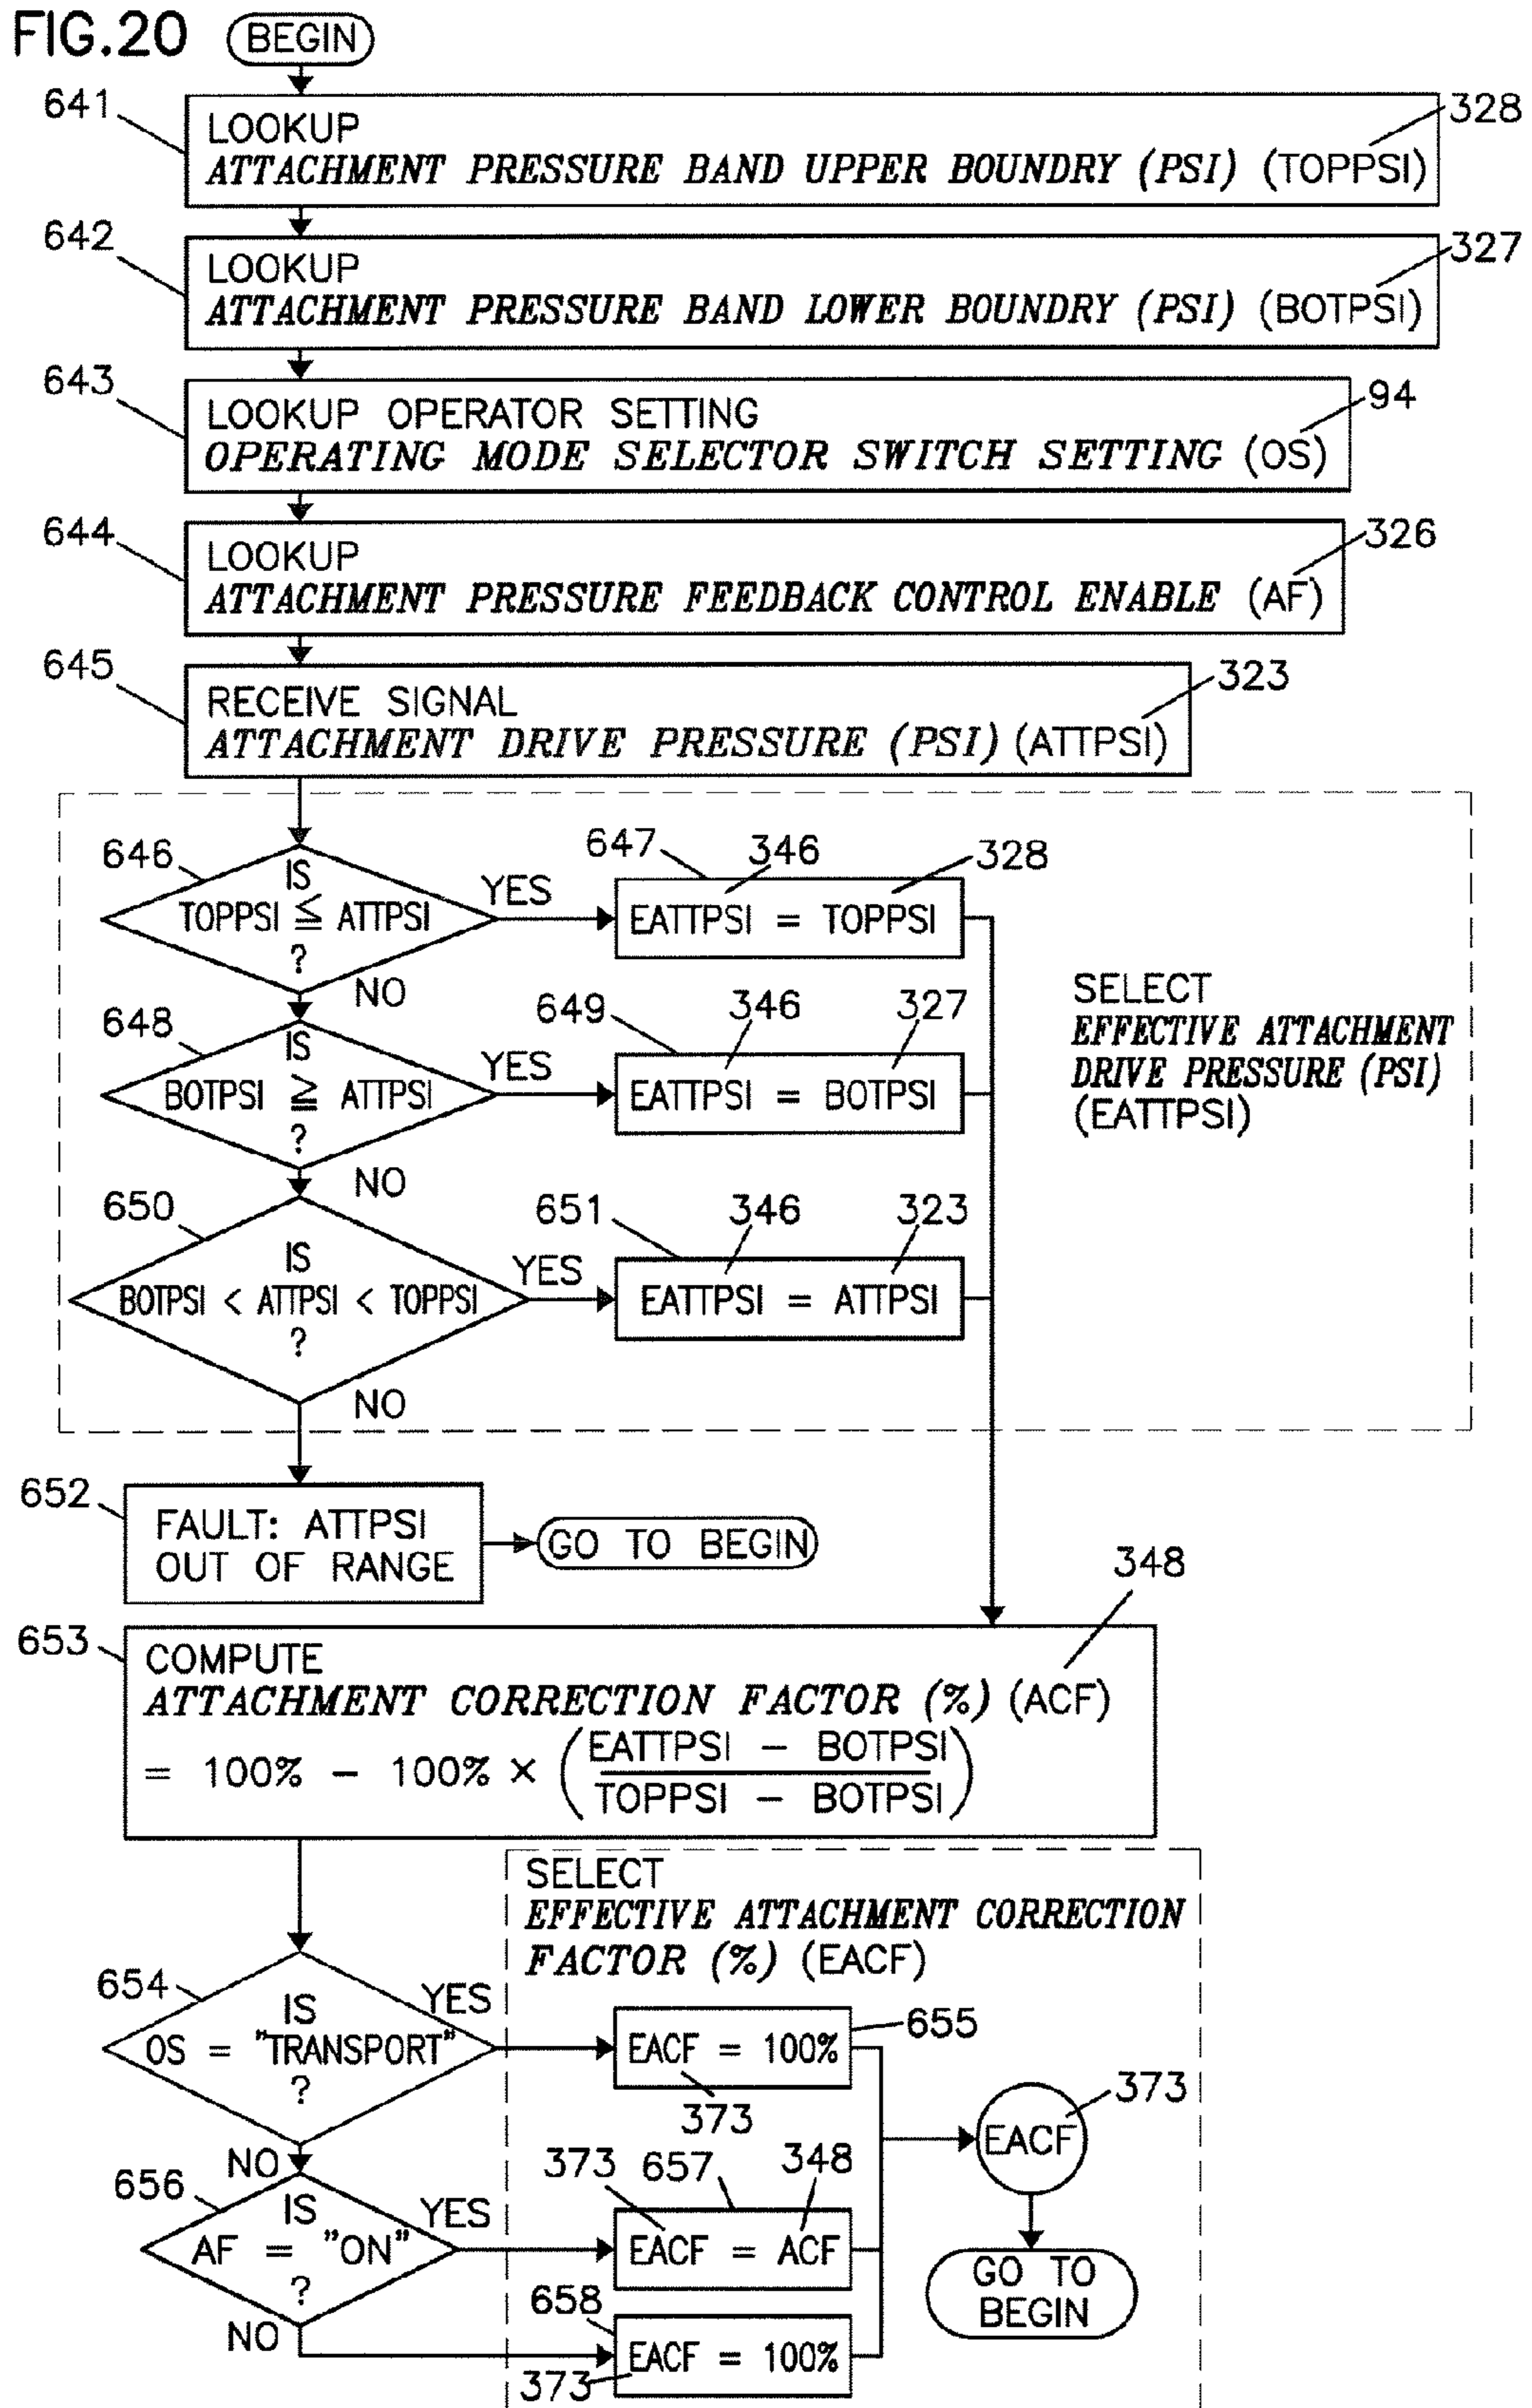 FIG.20
BEGIN
641
328
LOOKUP
ATTACHMENT PRESSURE BAND UPPER BOUNDRY (PSI) (TOPPSI)
642
327
LOOKUP
ATTACHMENT PRESSURE BAND LOWER BOUNDRY (PSI) (BOTPSI)
643
94
LOOKUP OPERATOR SETTING
OPERATING MODE SELECTOR SWITCH SETTING (OS)
644
326
LOOKUP
ATTACHMENT PRESSURE FEEDBACK CONTROL ENABLE (AF)
645
323
RECEIVE SIGNAL
ATTACHMENT DRIVE PRESSURE (PSI) (ATTPSI)
646
IS
TOPPSI ≦ ATTPSI
?
YES
NO
647
346
328
EATTPSI = TOPPSI
648
IS
BOTPSI ≧ ATTPSI
?
YES
NO
649
346
327
EATTPSI = BOTPSI
SELECT
EFFECTIVE ATTACHMENT
DRIVE PRESSURE (PSI)
(EATTPSI)
650
IS
BOTPSI < ATTPSI < TOPPSI
?
YES
NO
651
346
323
EATTPSI = ATTPSI
652
FAULT: ATTPSI
OUT OF RANGE
GO TO BEGIN
348
653
COMPUTE
ATTACHMENT CORRECTION FACTOR (%) (ACF)
= 100% - 100% × (EATTPSI - BOTPSI / TOPPSI - BOTPSI)
SELECT
EFFECTIVE ATTACHMENT CORRECTION
FACTOR (%) (EACF)
654
IS
OS = "TRANSPORT"
?
YES
NO
EACF = 100%
655
373
373
EACF
656
IS
AF = "ON"
?
YES
NO
373
657
348
EACF = ACF
GO TO
BEGIN
658
EACF = 100%
373